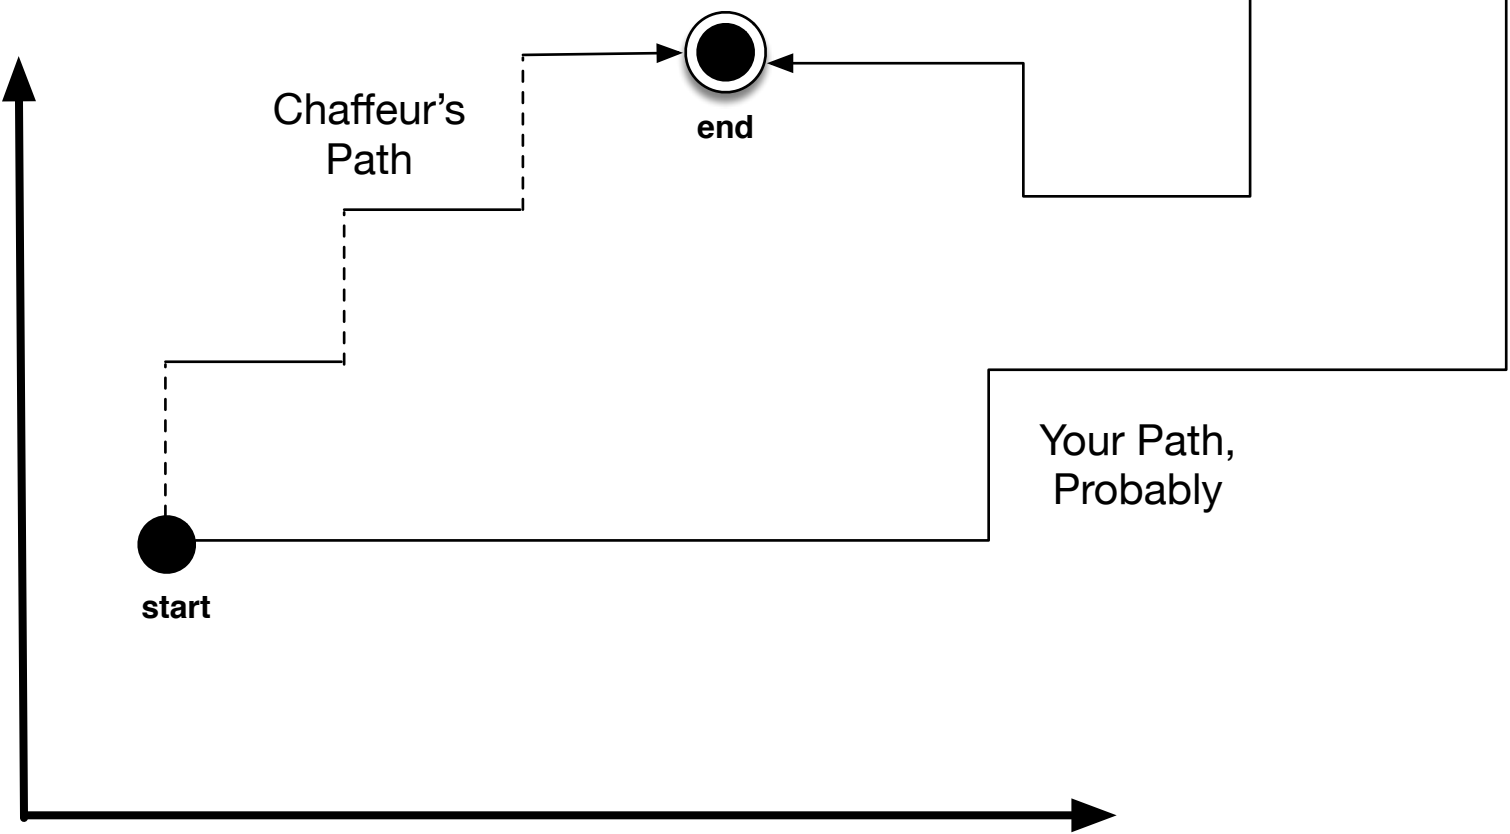 Chaffeur’s
Path
end
Your Path,
Probably
start